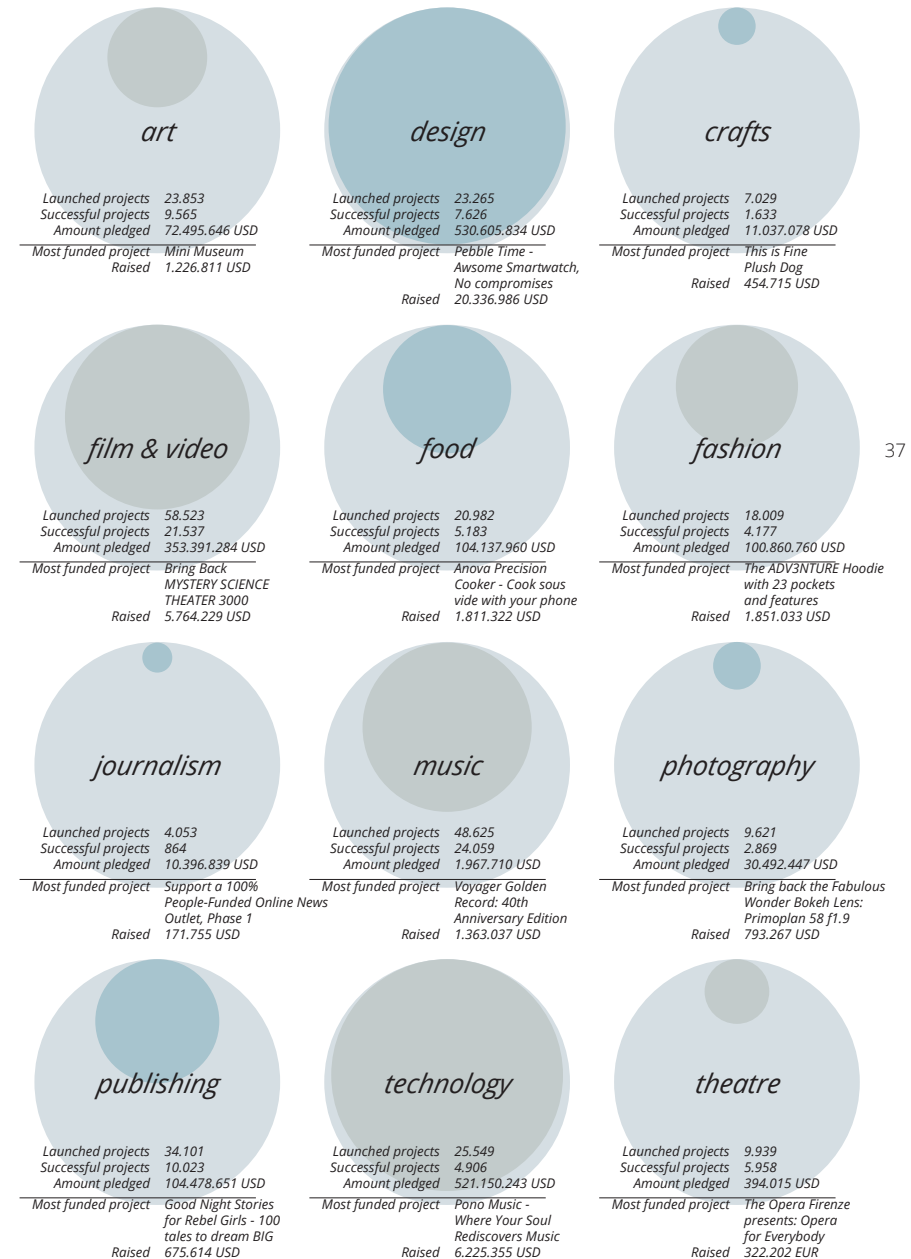 art
Launched projects 23.853
Successful projects 9.565
Amount pledged 72.495.646 USD
Most funded project Mini Museum
Raised 1.226.811 USD
design
Launched projects 23.265
Successful projects 7.626
Amount pledged 530.605.834 USD
Most funded project Pebble Time -
Awsome Smartwatch,
No compromises
Raised 20.336.986 USD
crafts
Launched projects 7.029
Successful projects 1.633
Amount pledged 11.037.078 USD
Most funded project This is Fine
Plush Dog
Raised 454.715 USD
film & video
Launched projects 58.523
Successful projects 21.537
Amount pledged 353.391.284 USD
Most funded project Bring Back
MYSTERY SCIENCE
THEATER 3000
Raised 5.764.229 USD
food
Launched projects 20.982
Successful projects 5.183
Amount pledged 104.137.960 USD
Most funded project Anova Precision
Cooker - Cook sous
vide with your phone
Raised 1.811.322 USD
fashion
Launched projects 18.009
Successful projects 4.177
Amount pledged 100.860.760 USD
Most funded project The ADV3NTURE Hoodie
with 23 pockets
and features
Raised 1.851.033 USD
37
journalism
Launched projects 4.053
Successful projects 864
Amount pledged 10.396.839 USD
Most funded project Support a 100%
People-Funded Online News
Outlet, Phase 1
Raised 171.755 USD
music
Launched projects 48.625
Successful projects 24.059
Amount pledged 1.967.710 USD
Most funded project Voyager Golden
Record: 40th
Anniversary Edition
Raised 1.363.037 USD
photography
Launched projects 9.621
Successful projects 2.869
Amount pledged 30.492.447 USD
Most funded project Bring back the Fabulous
Wonder Bokeh Lens:
Primoplan 58 f1.9
Raised 793.267 USD
publishing
Launched projects 34.101
Successful projects 10.023
Amount pledged 104.478.651 USD
Most funded project Good Night Stories
for Rebel Girls - 100
tales to dream BIG
Raised 675.614 USD
technology
Launched projects 25.549
Successful projects 4.906
Amount pledged 521.150.243 USD
Most funded project Pono Music -
Where Your Soul
Rediscovers Music
Raised 6.225.355 USD
theatre
Launched projects 9.939
Successful projects 5.958
Amount pledged 394.015 USD
Most funded project The Opera Firenze
presents: Opera
for Everybody
Raised 322.202 EUR